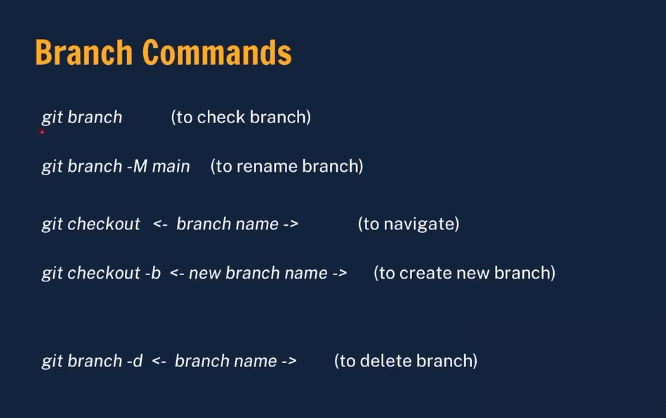 Branch Commands
git branch (to check branch)
git branch -M main (to rename branch)
git checkout <- branch name -> (to navigate)
git checkout -b <- new branch name -> (to create new branch)
git branch -d <- branch name -> (to delete branch)